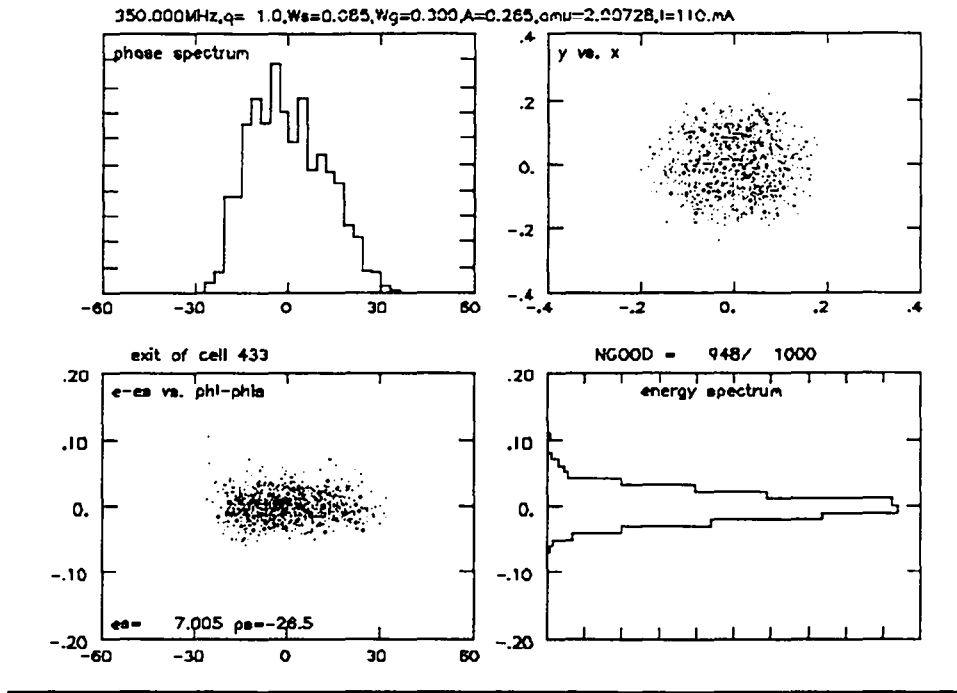 350.000MHz,q= 1.0,Ws=0.085,Wg=0.300,A=0.265,amu=2.00728,I=110.mA
phase spectrum
-60 -30 0 30 60
y vs. x
.4
.2
0.
-.2
-.4
-.4 -.2 0. 0.2 0.4
exit of cell 433
NGOOD = 948/ 1000
e-es vs. phi-phis
.20
.10
0.
-.10
-.20
es= 7.005 ps=-26.5
-60 -30 0 30 60
energy spectrum
.20
.10
0.
-.10
-.20